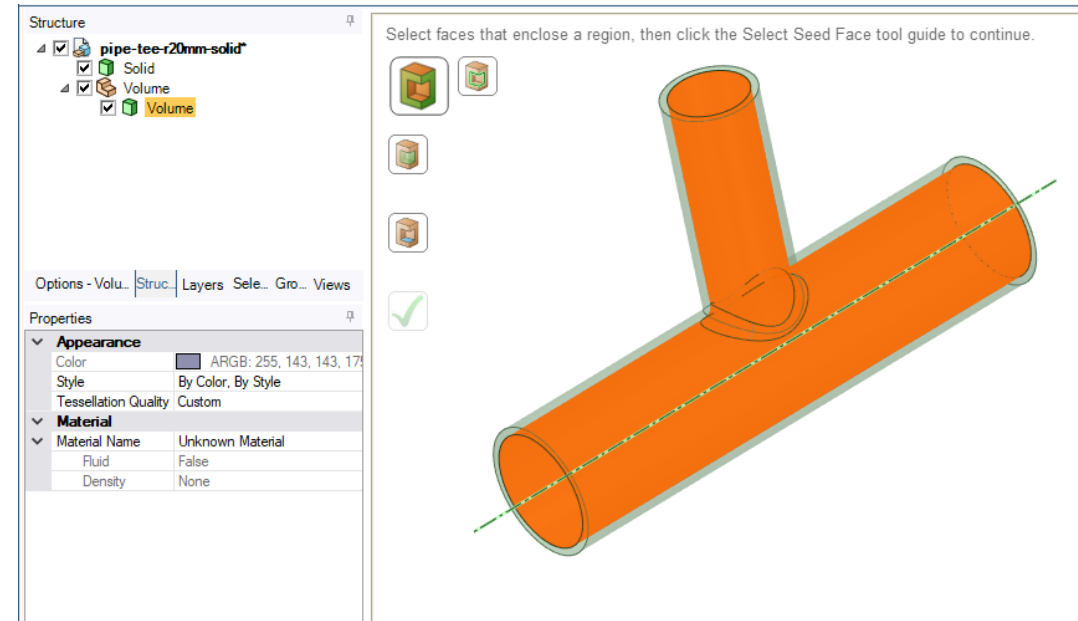 Structure
pipe-tee-r20mm-solid*
Solid
Volume
Volume
Select faces that enclose a region, then click the Select Seed Face tool guide to continue.
Options - Volu... Struc... Layers Sele... Gro... Views
Properties
Appearance
Color ARGB: 255, 143, 143, 175
Style By Color, By Style
Tessellation Quality Custom
Material
Material Name Unknown Material
Fluid False
Density None